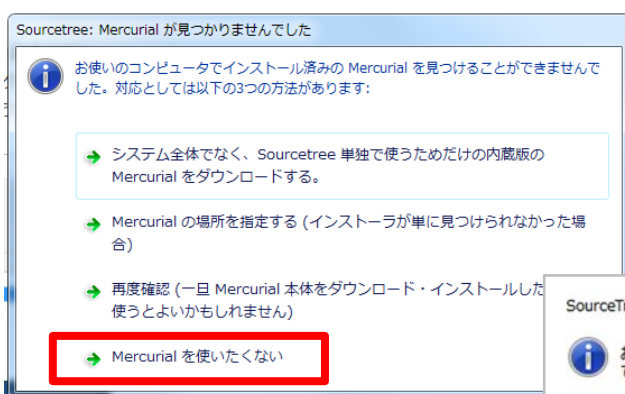 Sourcetree: Mercurial が見つかりませんでした
お使いのコンピュータでインストール済みの Mercurial を見つけることができませんで
した。対応としては以下の3つの方法があります:
システム全体でなく、Sourcetree 単独で使うためだけの内蔵版の
Mercurial をダウンロードする。
Mercurial の場所を指定する (インストーラが単に見つけられなかった場
合)
再度確認 (一旦 Mercurial 本体をダウンロード・インストールした
使うとよいかもしれません)
Mercurial を使いたくない
SourceTr